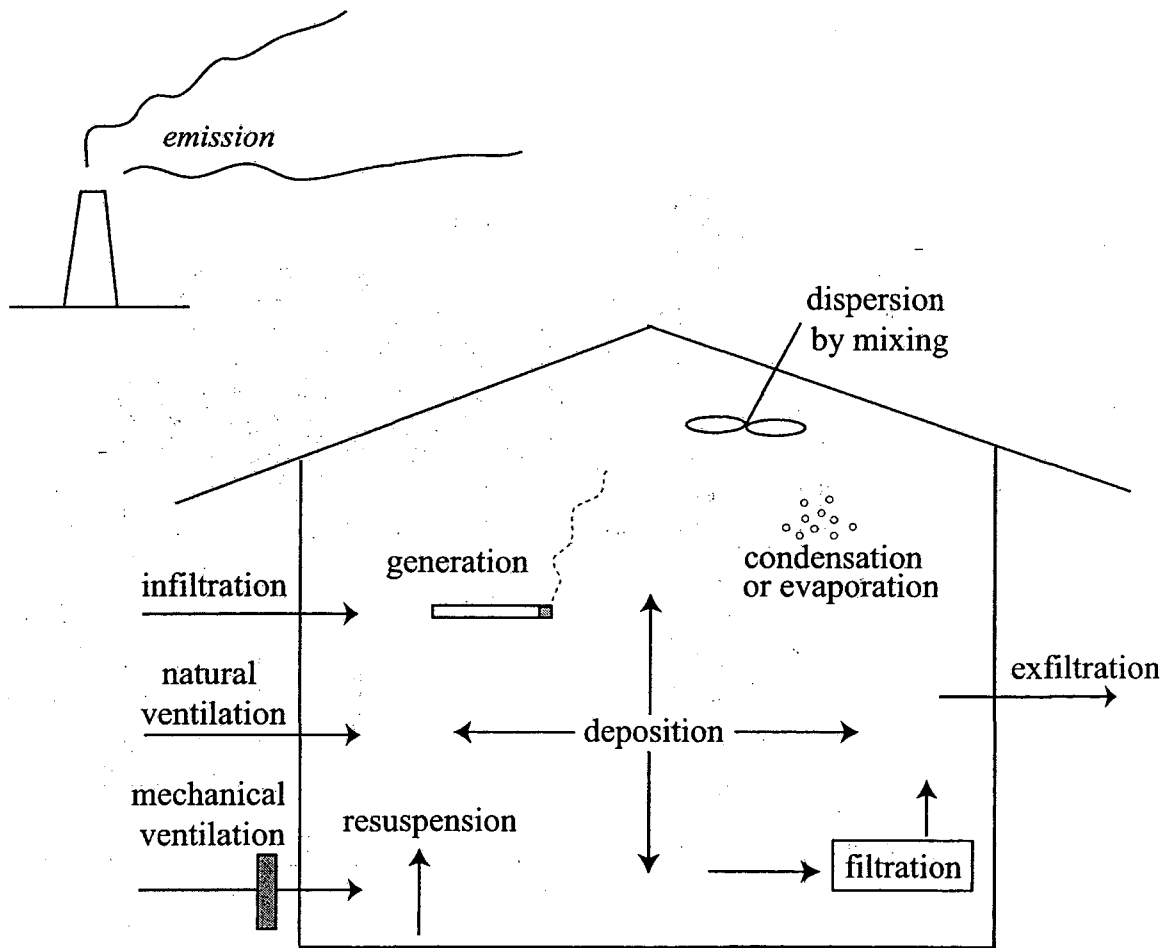 emission
dispersion
by mixing
generation
condensation
or evaporation
infiltration
natural
ventilation
deposition
exfiltration
mechanical
ventilation
resuspension
filtration